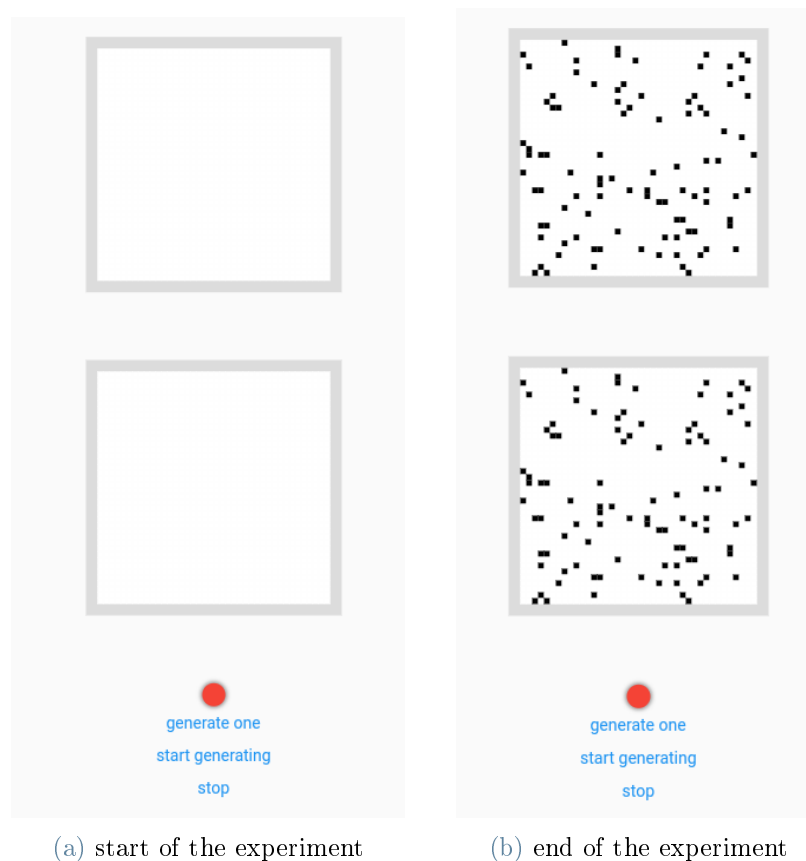 generate one
start generating
stop
(a) start of the experiment
generate one
start generating
stop
(b) end of the experiment